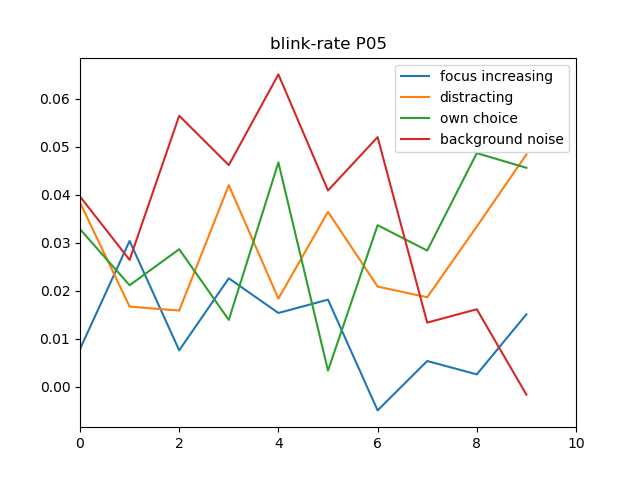 blink-rate P05
focus increasing
distracting
own choice
background noise
0.06
0.05
0.04
0.03
0.02
0.01
0.00
0 2 4 6 8 10